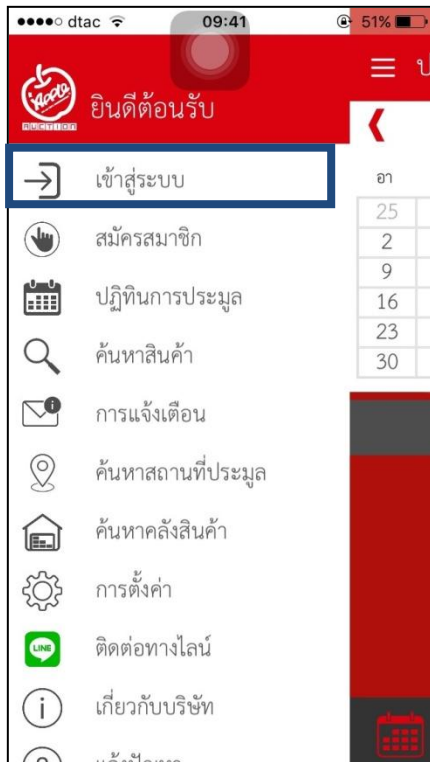 dtac 09:41 51%
Apple
AUCTION
ยินดีต้อนรับ
เข้าสู่ระบบ
สมัครสมาชิก
ปฏิทินการประมูล
ค้นหาสินค้า
การแจ้งเตือน
ค้นหาสถานที่ประมูล
ค้นหาคลังสินค้า
การตั้งค่า
LINE
ติดต่อทางไลน์
เกี่ยวกับบริษัท
อา
25
2
9
16
23
30